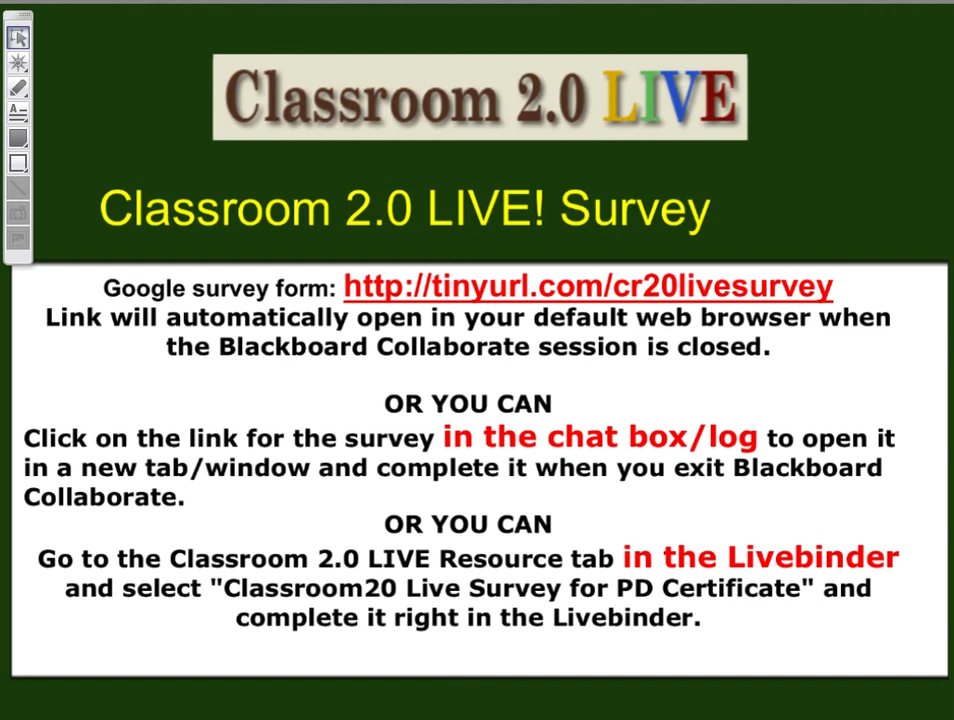 Classroom 2.0 LIVE
Classroom 2.0 LIVE! Survey
Google survey form: http://tinyurl.com/cr20livesurvey
Link will automatically open in your default web browser when
the Blackboard Collaborate session is closed.
OR YOU CAN
Click on the link for the survey in the chat box/log to open it
in a new tab/window and complete it when you exit Blackboard
Collaborate.
OR YOU CAN
Go to the Classroom 2.0 LIVE Resource tab in the Livebinder
and select "Classroom20 Live Survey for PD Certificate" and
complete it right in the Livebinder.